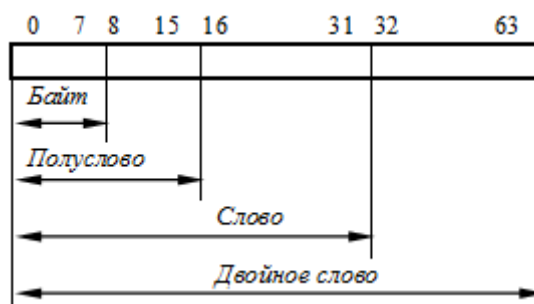 0 7 8 15 16 31 32 63
Байт
Полуслово
Слово
Двойное слово